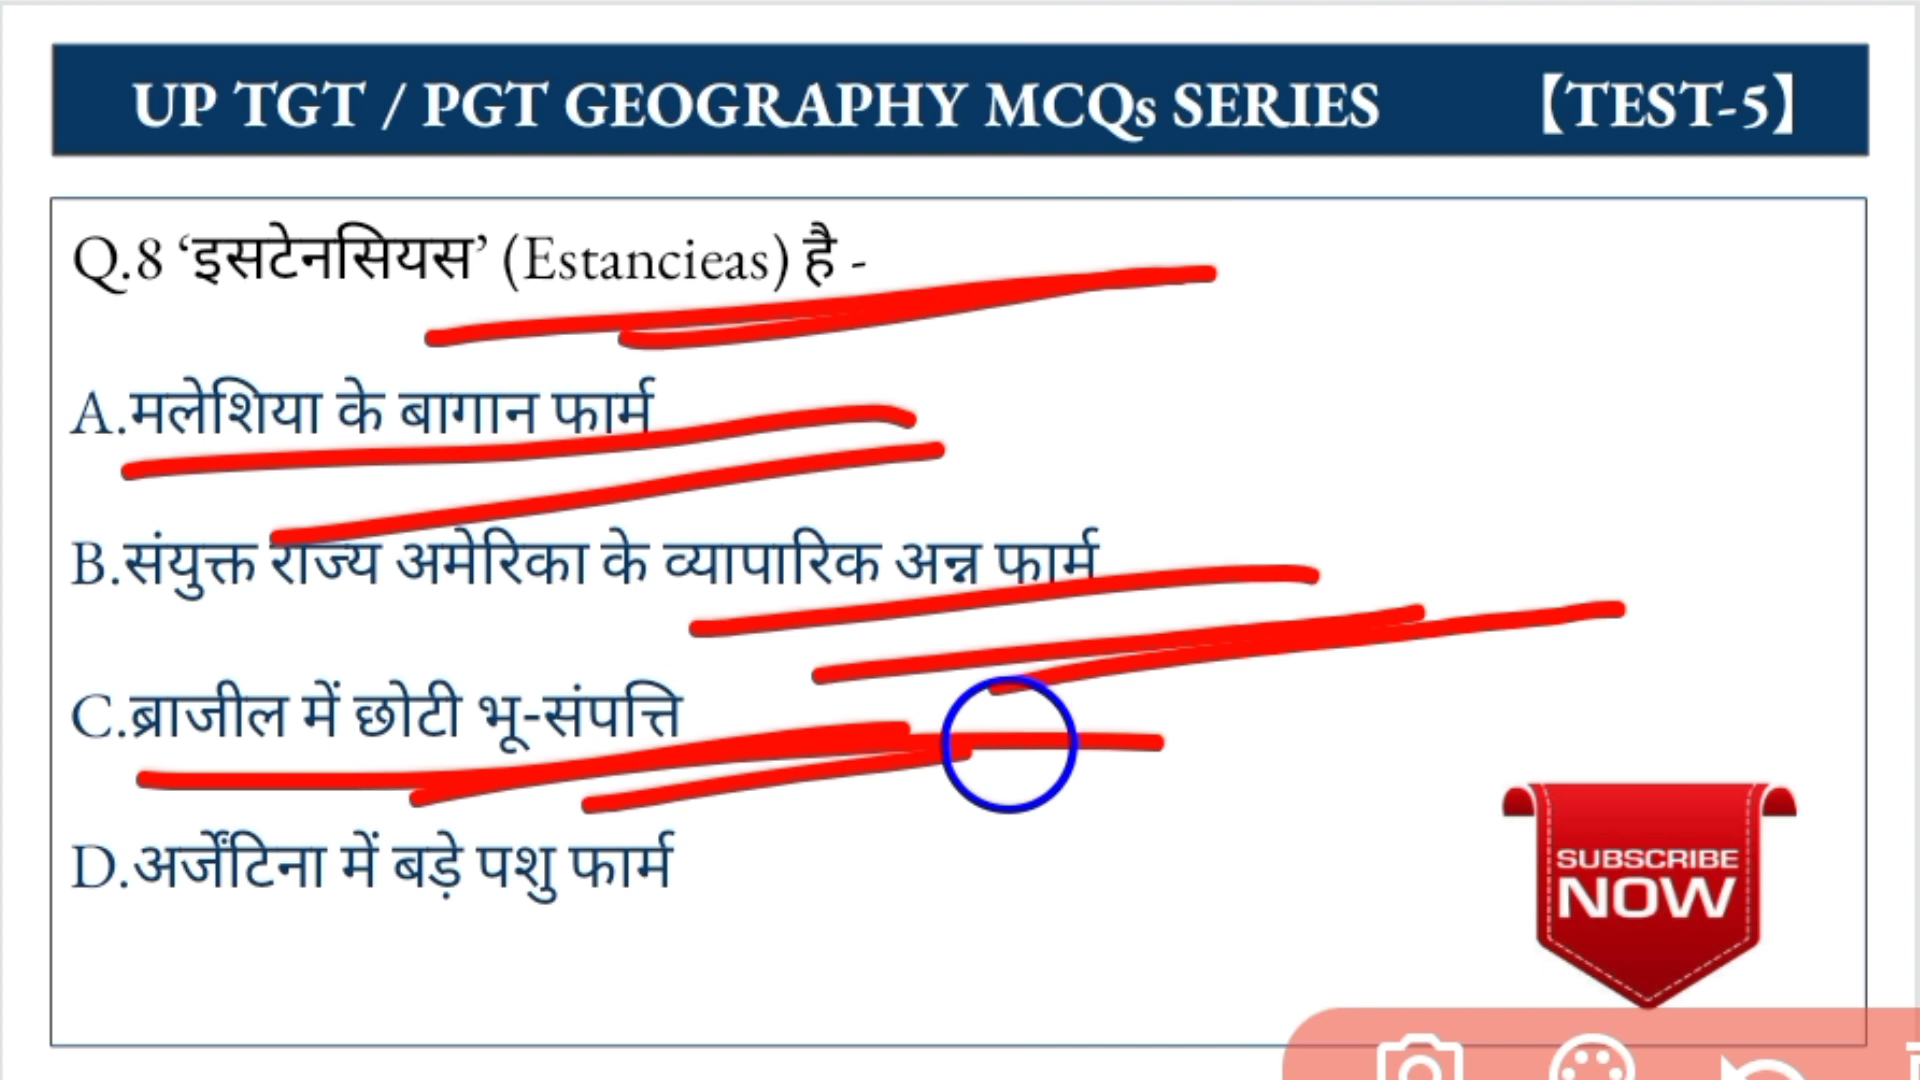 UP TGT / PGT GEOGRAPHY MCQs SERIES 【TEST-5】
Q.8 ‘इसटेनसियस’ (Estancieas) है -
A.मलेशिया के बागान फार्म
B.संयुक्त राज्य अमेरिका के व्यापारिक अन्न फार्म
C.ब्राजील में छोटी भू-संपत्ति
D.अर्जेंटिना में बड़े पशु फार्म
SUBSCRIBE
NOW